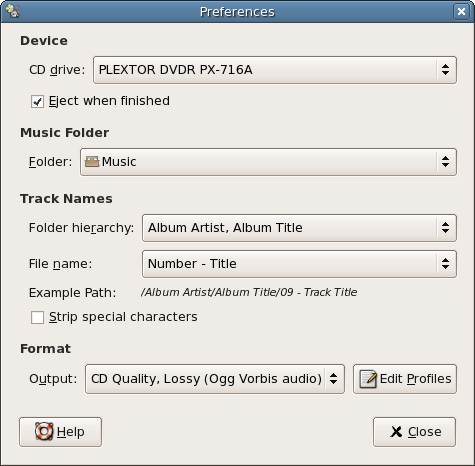 Preferences
Device
CD drive: PLEXTOR DVDR PX-716A
Eject when finished
Music Folder
Folder: Music
Track Names
Folder hierarchy: Album Artist, Album Title
File name: Number - Title
Example Path: /Album Artist/Album Title/09 - Track Title
Strip special characters
Format
Output: CD Quality, Lossy (Ogg Vorbis audio) Edit Profiles
Help Close